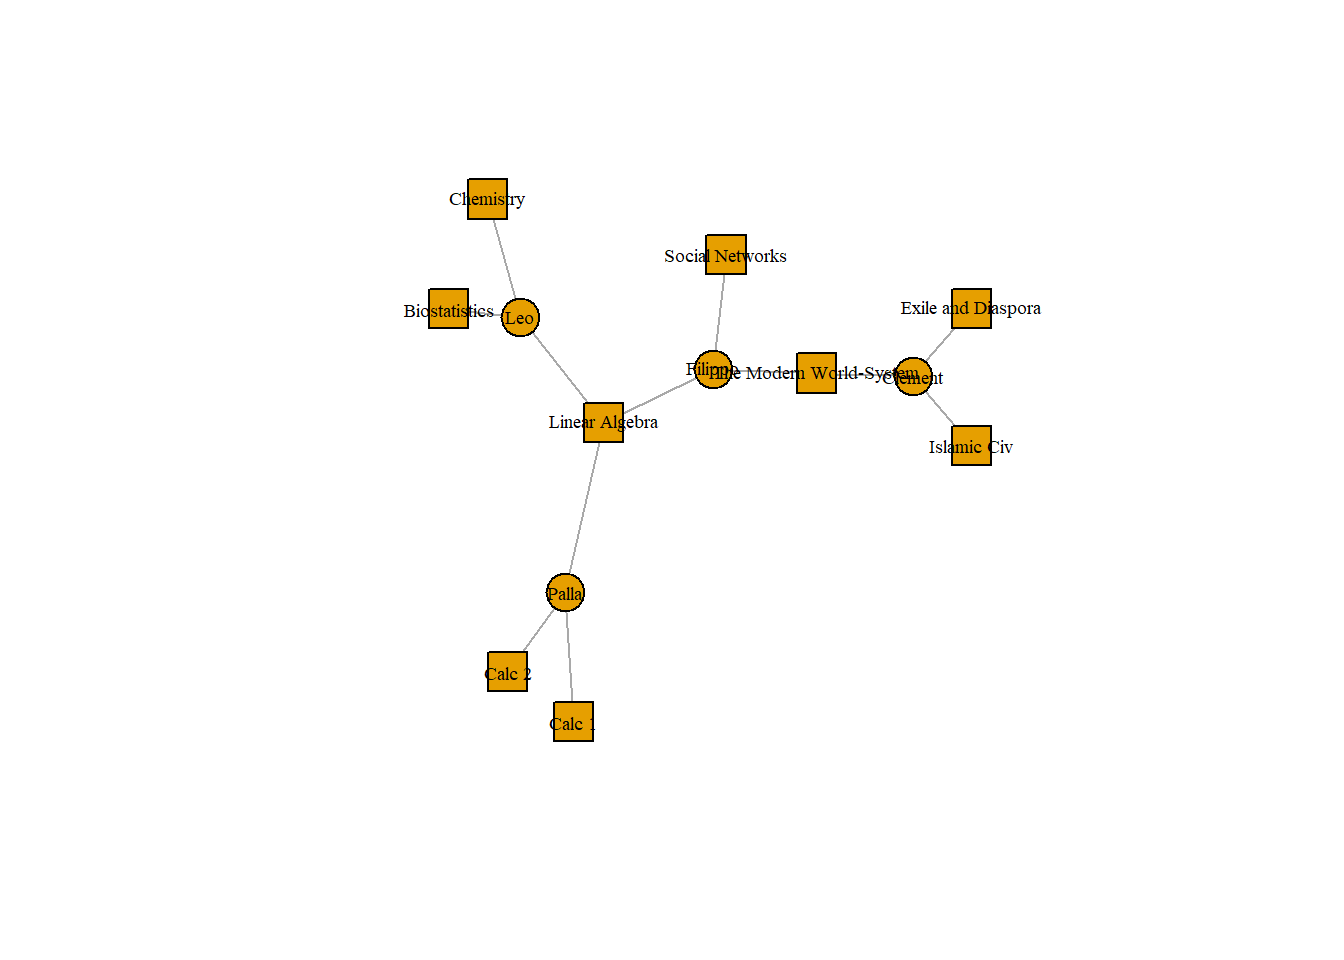 Chemistry
Social Networks
Biostatistics
Leo
Exile and Diaspora
Filippo
The Modern World-System
Clement
Linear Algebra
Islamic Civ
Palla
Calc 2
Calc 1